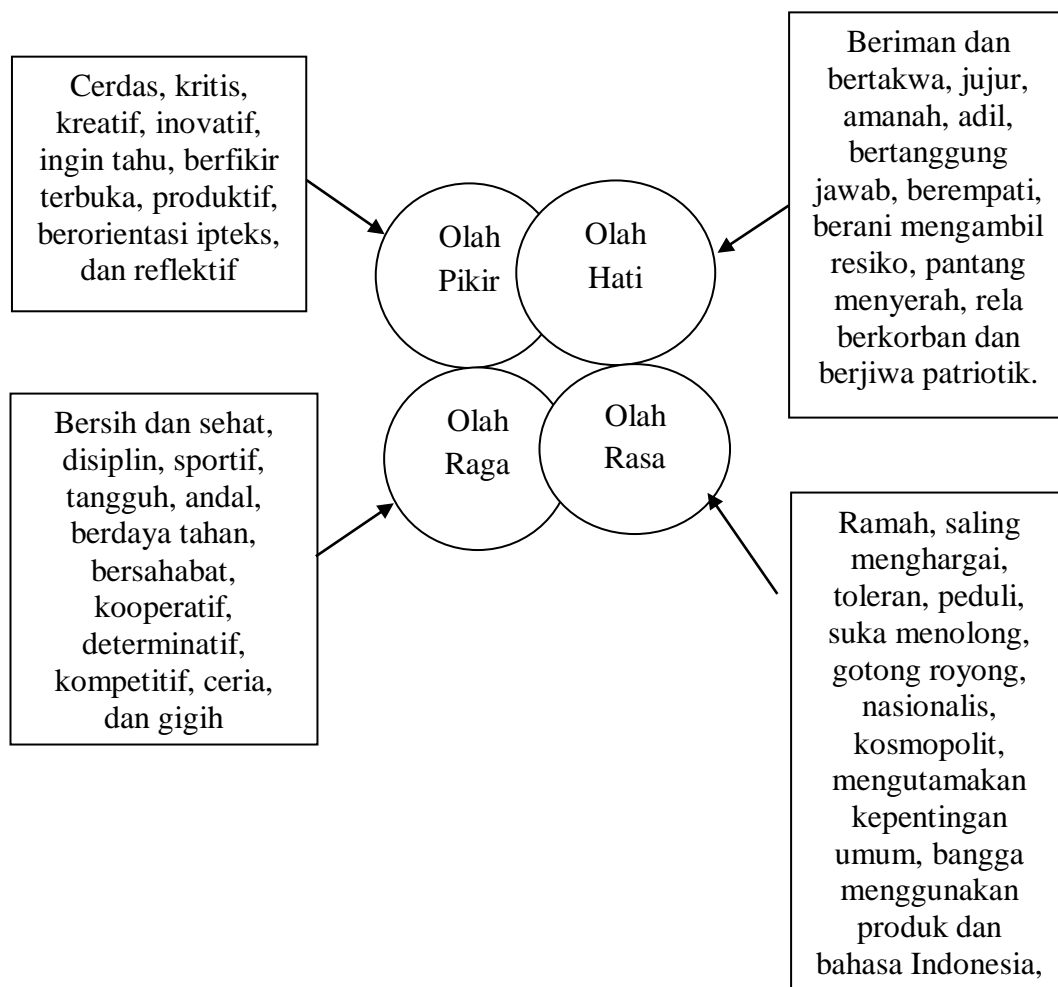 Cerdas, kritis,
kreatif, inovatif,
ingin tahu, berfikir
terbuka, produktif,
berorientasi ipteks,
dan reflektif
Olah
Pikir
Olah
Hati
Beriman dan
bertakwa, jujur,
amanah, adil,
bertanggung
jawab, berempati,
berani mengambil
resiko, pantang
menyerah, rela
berkorban dan
berjiwa patriotik.
Bersih dan sehat,
disiplin, sportif,
tangguh, andal,
berdaya tahan,
bersahabat,
kooperatif,
determinatif,
kompetitif, ceria,
dan gigih
Olah
Raga
Olah
Rasa
Ramah, saling
menghargai,
toleran, peduli,
suka menolong,
gotong royong,
nasionalis,
kosmopolit,
mengutamakan
kepentingan
umum, bangga
menggunakan
produk dan
bahasa Indonesia,